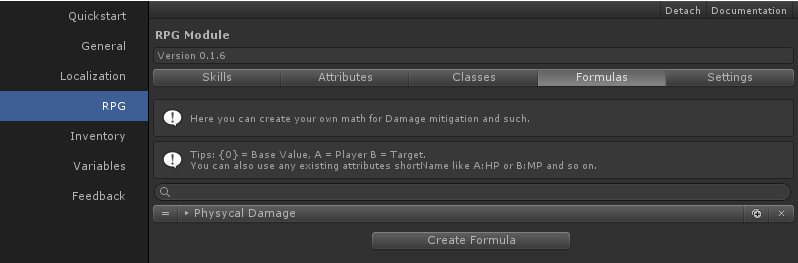 Quickstart
General
Localization
RPG
Inventory
Variables
Feedback
Detach Documentation
RPG Module
Version 0.1.6
Skills Attributes Classes Formulas Settings
Here you can create your own math for Damage mitigation and such.
Tips: {0} = Base Value, A = Player B = Target.
You can also use any existing attributes shortName like A:HP or B:MP and so on.
Physycal Damage
Create Formula